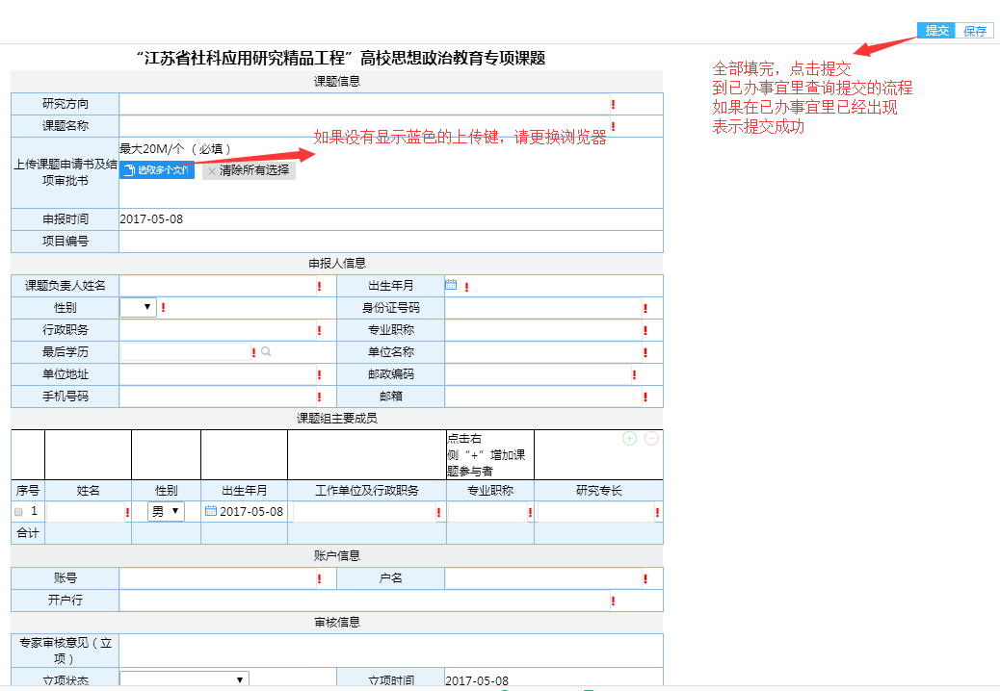 提交 保存
“江苏省社科应用研究精品工程”高校思想政治教育专项课题
课题信息
全部填完，点击提交
到已办事宜里查询提交的流程
如果在已办事宜里已经出现
表示提交成功
研究方向 !
课题名称 !
如果没有显示蓝色的上传键，请更换浏览器
上传课题申请书及结
项审批书
最大20M/个（必填）
选取多个文件 清除所有选择
申报时间 2017-05-08
项目编号
申报人信息
课题负责人姓名 ! 出生年月 !
性别 ! 身份证号码 !
行政职务 ! 专业职称 !
最后学历 ! 单位名称 !
单位地址 ! 邮政编码 !
手机号码 ! 邮箱 !
课题组主要成员
点击右
侧“+”增加课
题参与者
序号 姓名 性别 出生年月 工作单位及行政职务 专业职称 研究专长
1 ! 男 2017-05-08 ! ! !
合计
账户信息
账号 ! 户名 !
开户行 !
审核信息
专家审核意见（立
项）
立项状态 立项时间 2017-05-08